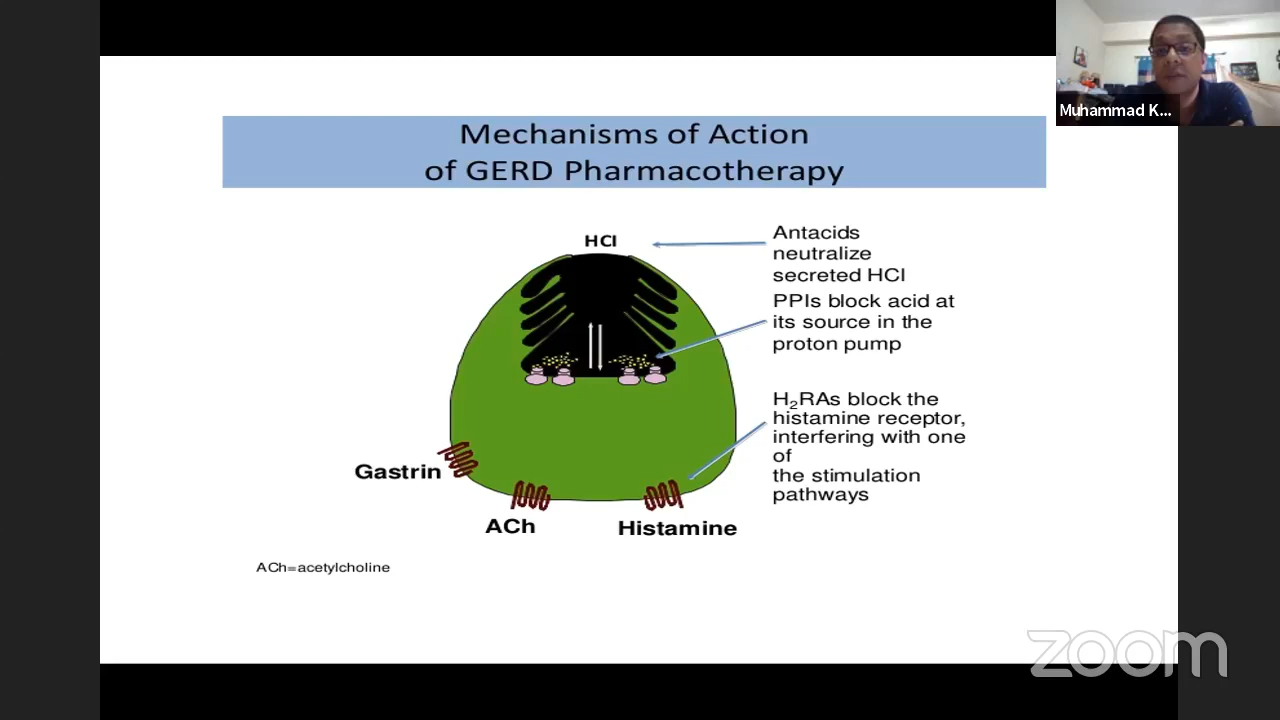 Muhammad K...
Mechanisms of Action
of GERD Pharmacotherapy
HCl
Antacids
neutralize
secreted HCl
PPIs block acid at
its source in the
proton pump
H₂RAs block the
histamine receptor,
interfering with one
of
the stimulation
pathways
Gastrin
ACh
Histamine
ACh=acetylcholine
zoom